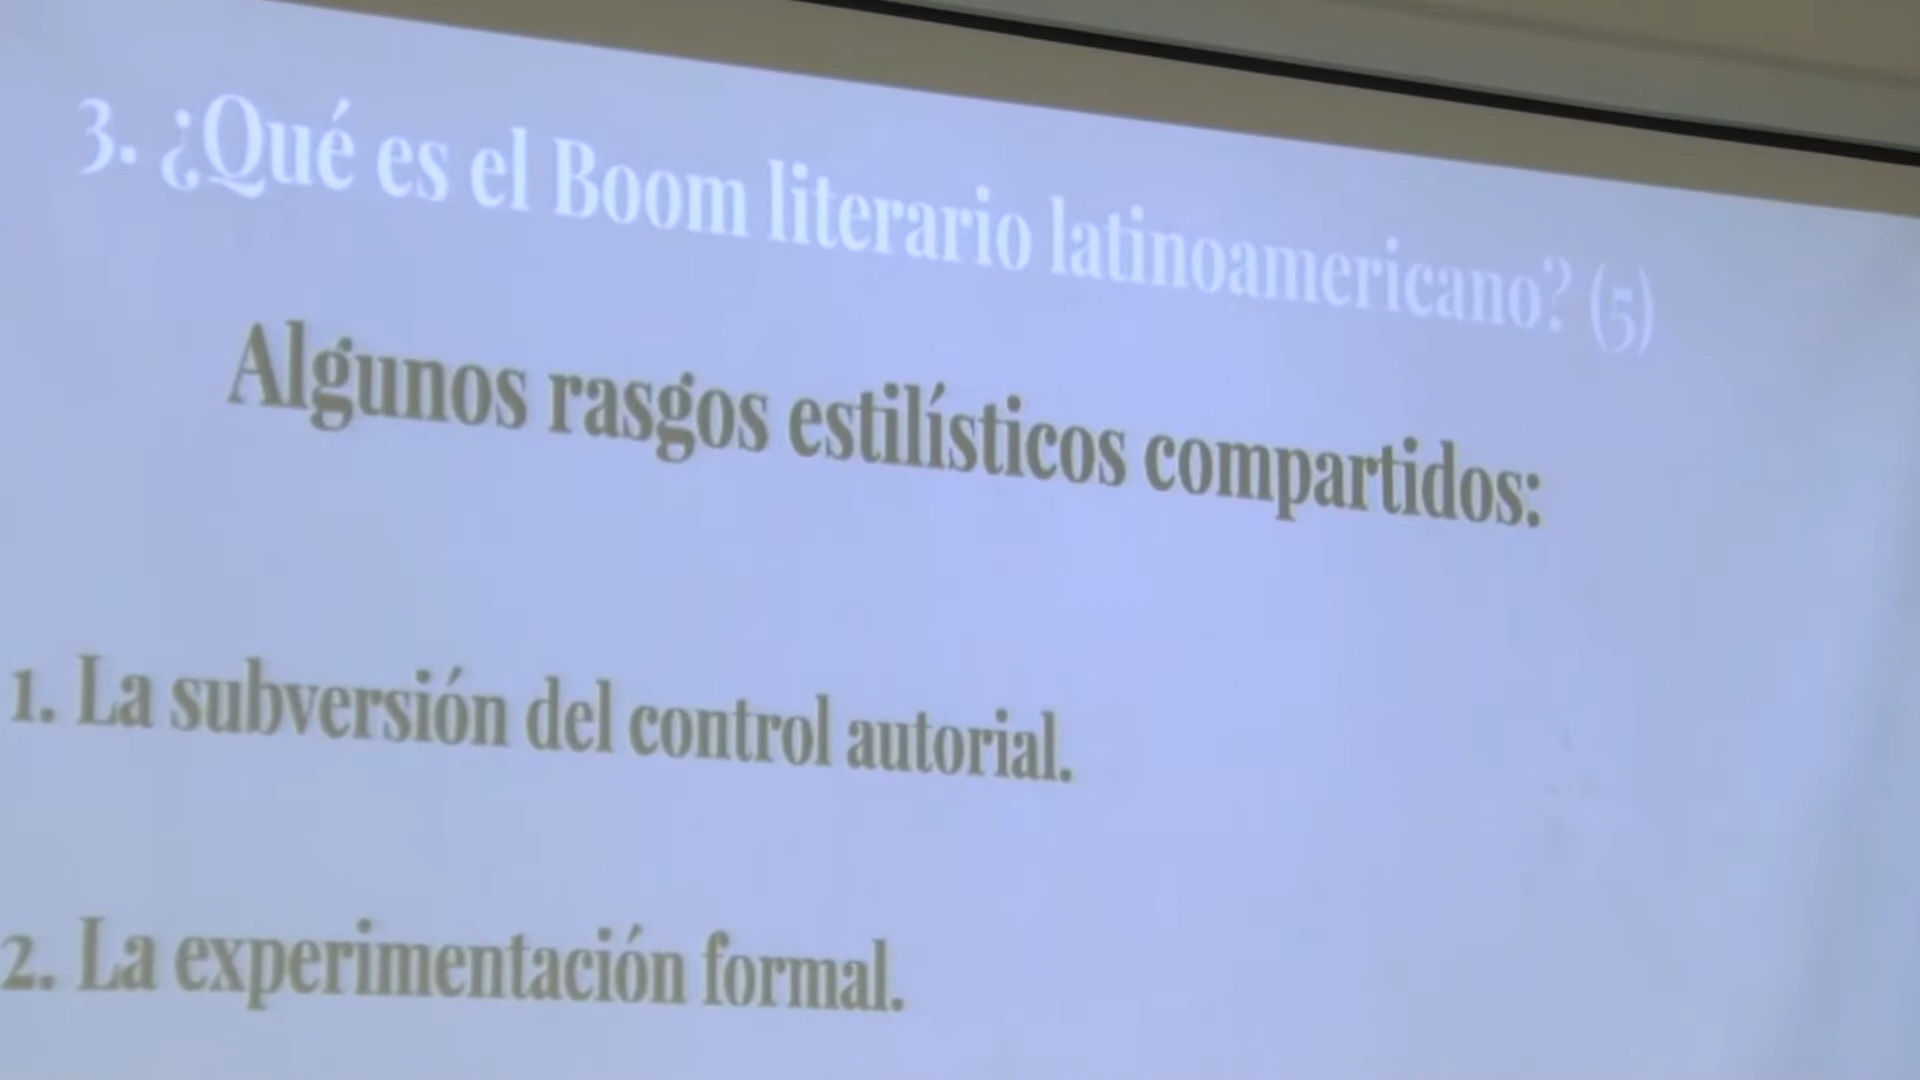 3. ¿Qué es el Boom literario latinoamericano? (5)
Algunos rasgos estilísticos compartidos:
1. La subversión del control autorial.
2. La experimentación formal.